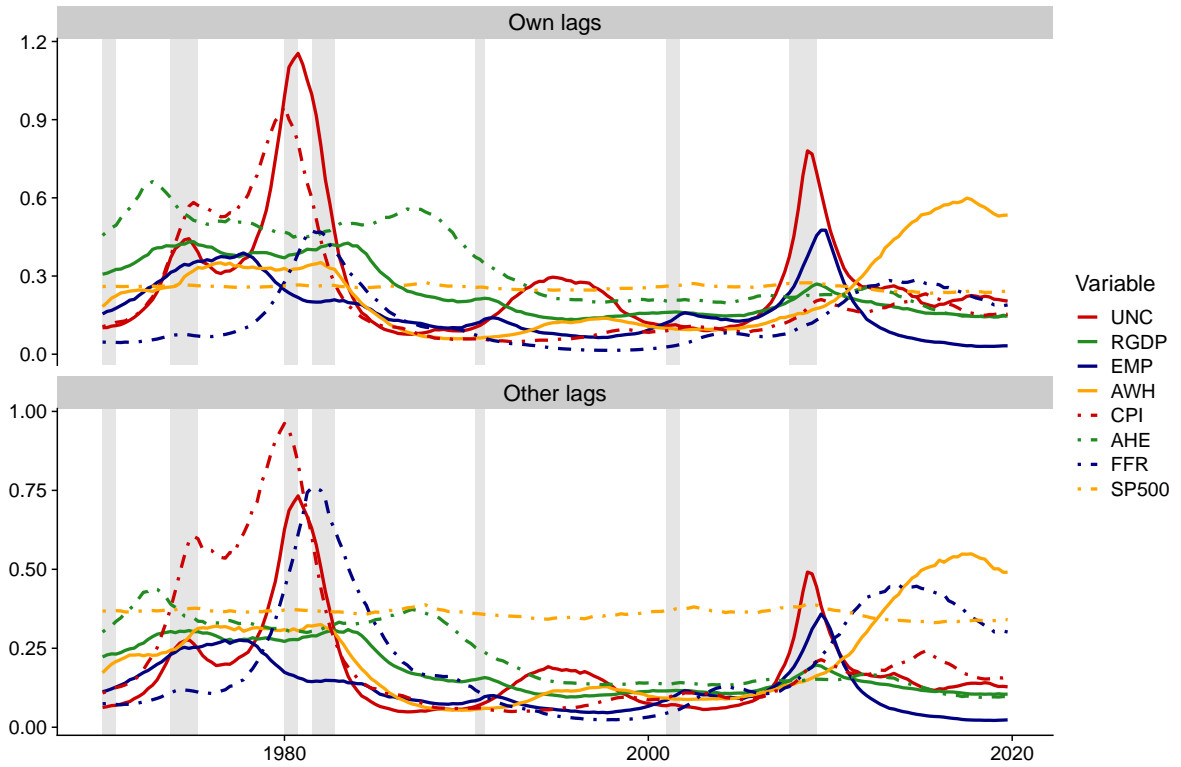 Own lags
1.2
0.9
0.6
0.3
0.0
Other lags
1.00
0.75
0.50
0.25
0.00
1980
2000
2020
Variable
UNC
RGDP
EMP
AWH
CPI
AHE
FFR
SP500